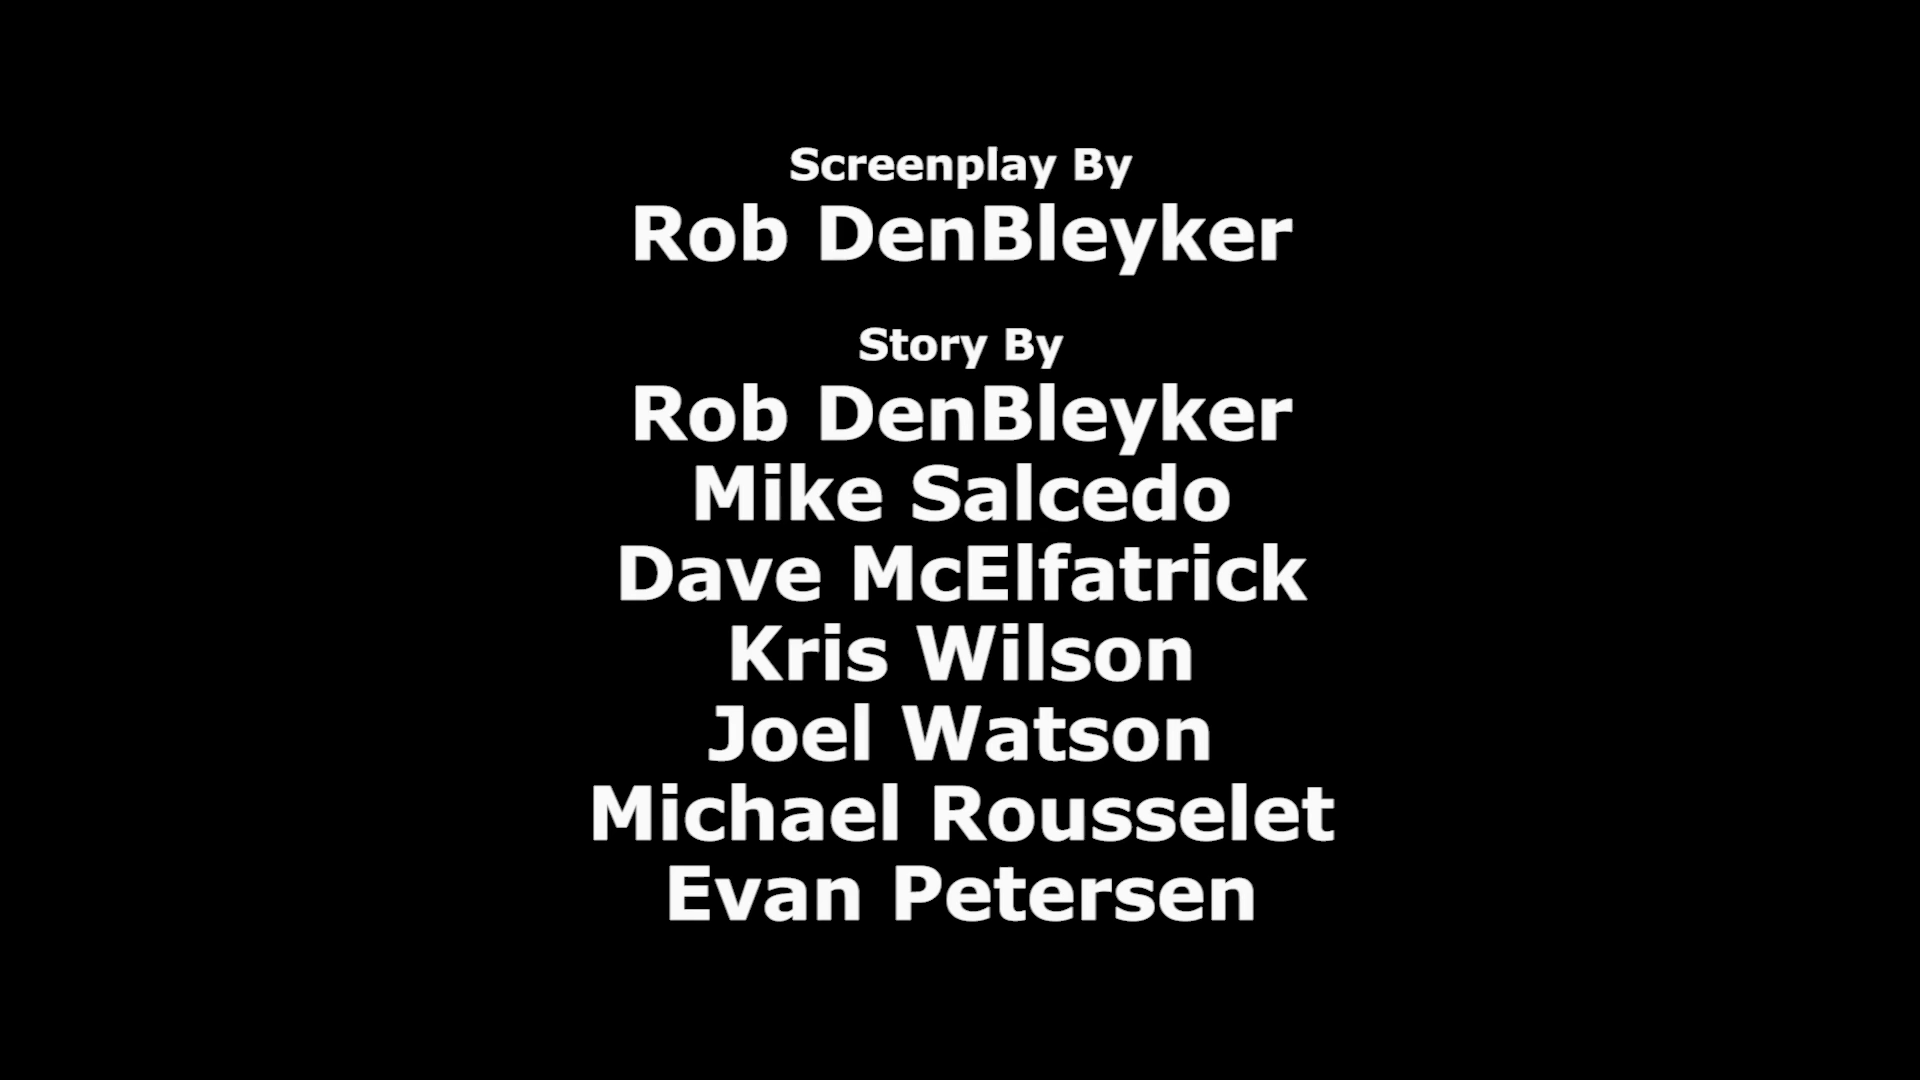 Screenplay By
Rob DenBleyker
Story By
Rob DenBleyker
Mike Salcedo
Dave McElfatrick
Kris Wilson
Joel Watson
Michael Rousselet
Evan Petersen